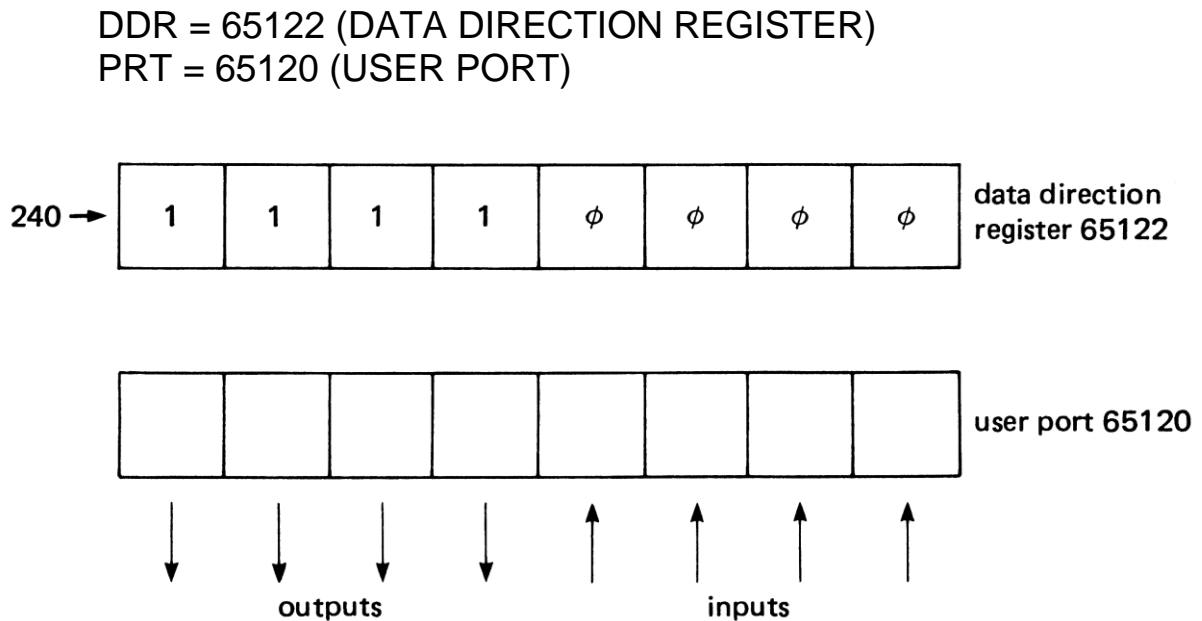 DDR = 65122 (DATA DIRECTION REGISTER)
PRT = 65120 (USER PORT)
240 → 1 1 1 1 ϕ ϕ ϕ ϕ data direction
register 65122
user port 65120
outputs inputs